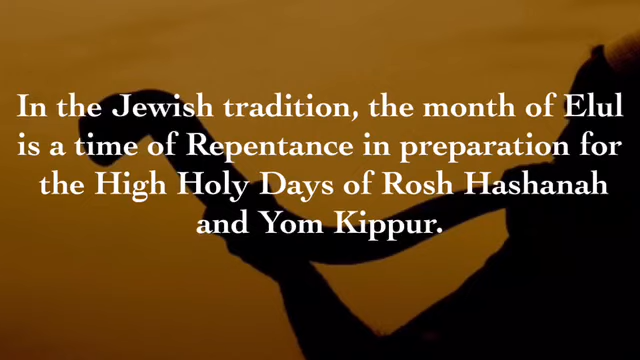 In the Jewish tradition, the month of Elul
is a time of Repentance in preparation for
the High Holy Days of Rosh Hashanah
and Yom Kippur.